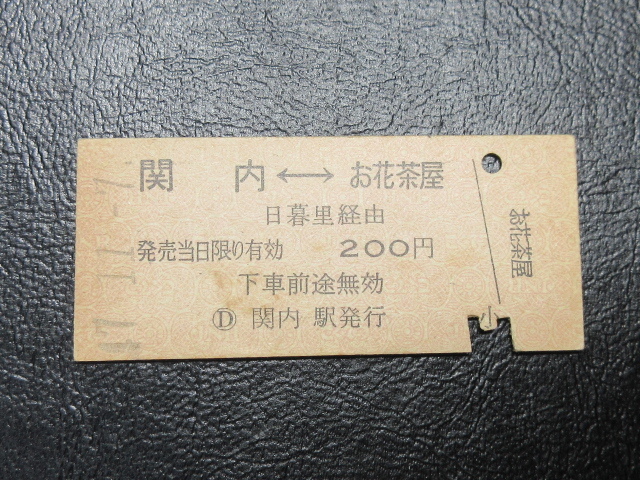 関 内 ←→ お花茶屋
日暮里経由
発売当日限り有効 200円
下車前途無効
Ⓓ 関内 駅発行
お花茶屋
小